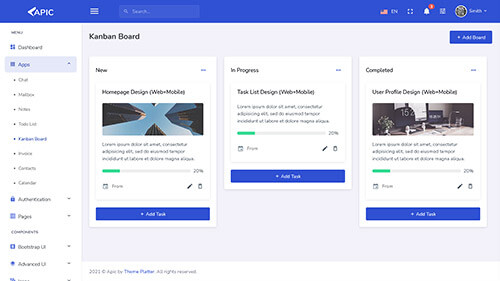 APIC
Search...
EN
Smith
MENU
Dashboard
Apps
Chat
Mailbox
Notes
Todo List
Kanban Board
Invoice
Contacts
Calendar
Authentication
Pages
COMPONENTS
Bootstrap UI
Advanced UI
Kanban Board
+ Add Board
New
Homepage Design (Web+Mobile)
Lorem ipsum dolor sit amet, consectetur
adipisicing elit, sed do eiusmod tempor
incididunt ut labore et dolore magna aliqua.
20%
From
+ Add Task
In Progress
Task List Design (Web+Mobile)
Lorem ipsum dolor sit amet, consectetur
adipisicing elit, sed do eiusmod tempor
incididunt ut labore et dolore magna aliqua.
20%
From
+ Add Task
Completed
User Profile Design (Web+Mobile)
Lorem ipsum dolor sit amet, consectetur
adipisicing elit, sed do eiusmod tempor
incididunt ut labore et dolore magna aliqua.
20%
From
+ Add Task
2021 © Apic by Theme Platter. All rights reserved.